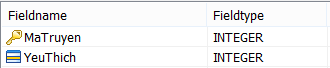 Fieldname Fieldtype
MaTruyen INTEGER
YeuThich INTEGER